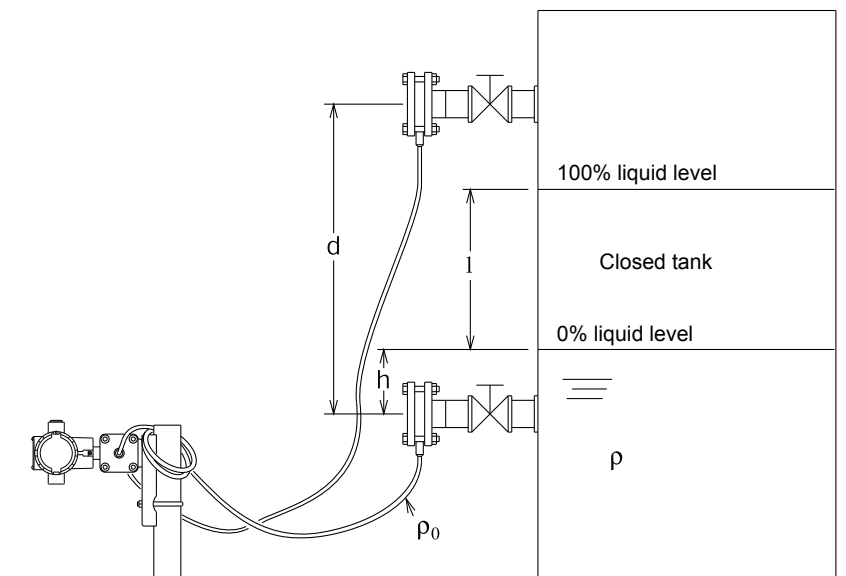 100% liquid level
d
l
Closed tank
0% liquid level
h
ρ
ρ₀